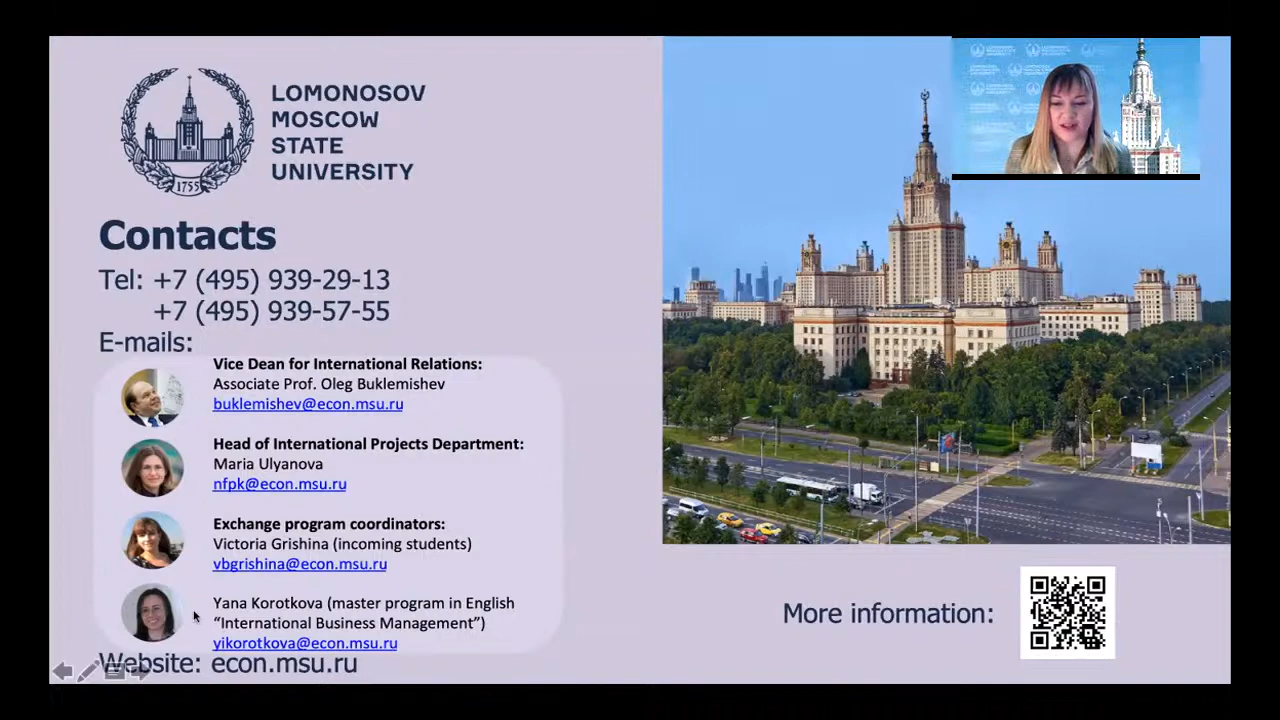 LOMONOSOV
MOSCOW
STATE
UNIVERSITY
1755
Contacts
Tel: +7 (495) 939-29-13
+7 (495) 939-57-55
E-mails:
Vice Dean for International Relations:
Associate Prof. Oleg Buklemishev
buklemishev@econ.msu.ru
Head of International Projects Department:
Maria Ulyanova
nfpk@econ.msu.ru
Exchange program coordinators:
Victoria Grishina (incoming students)
vbgrishina@econ.msu.ru
Yana Korotkova (master program in English
“International Business Management”)
yikorotkova@econ.msu.ru
Website: econ.msu.ru
More information: